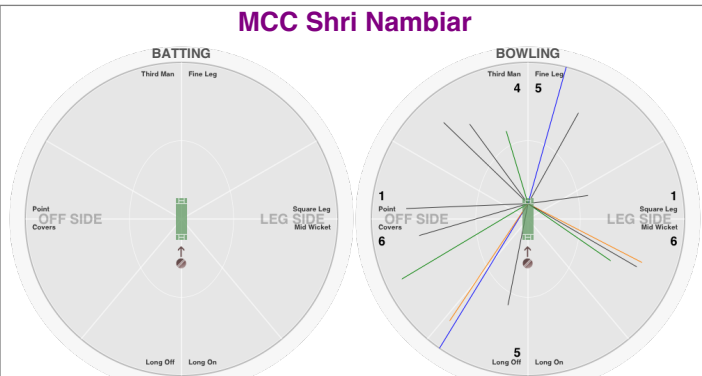 MCC Shri Nambiar
BATTING
Third Man
Fine Leg
Point
OFF SIDE
Covers
Square Leg
LEG SIDE
Mid Wicket
Long Off
Long On
BOWLING
Third Man
Fine Leg
4
5
1
Point
OFF SIDE
Covers
6
1
Square Leg
LEG SIDE
Mid Wicket
6
5
Long Off
Long On